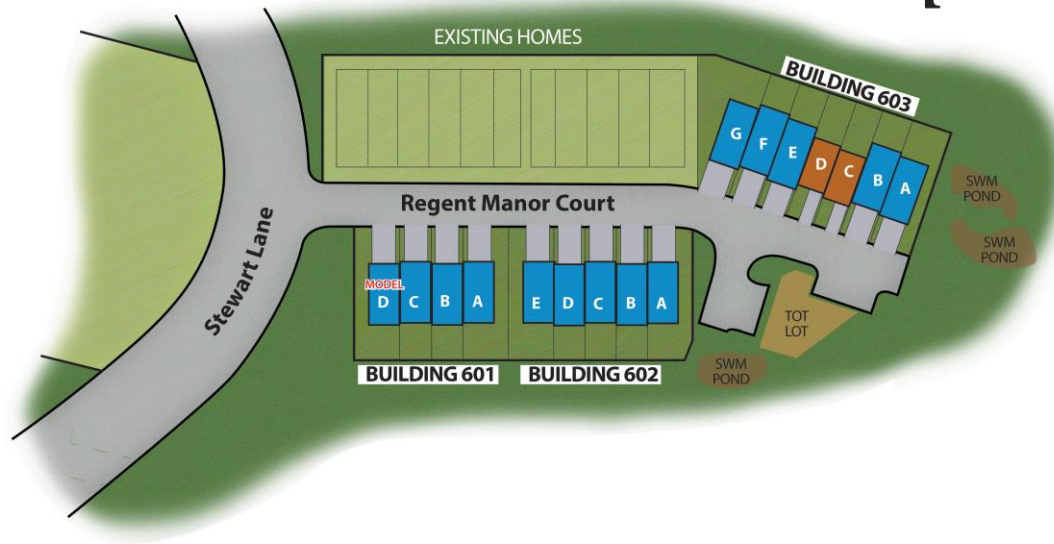 EXISTING HOMES
BUILDING 603
G F E D C B A
SWM
POND
SWM
POND
Regent Manor Court
Stewart Lane
MODEL
D C B A
E D C B A
TOT
LOT
SWM
POND
BUILDING 601
BUILDING 602